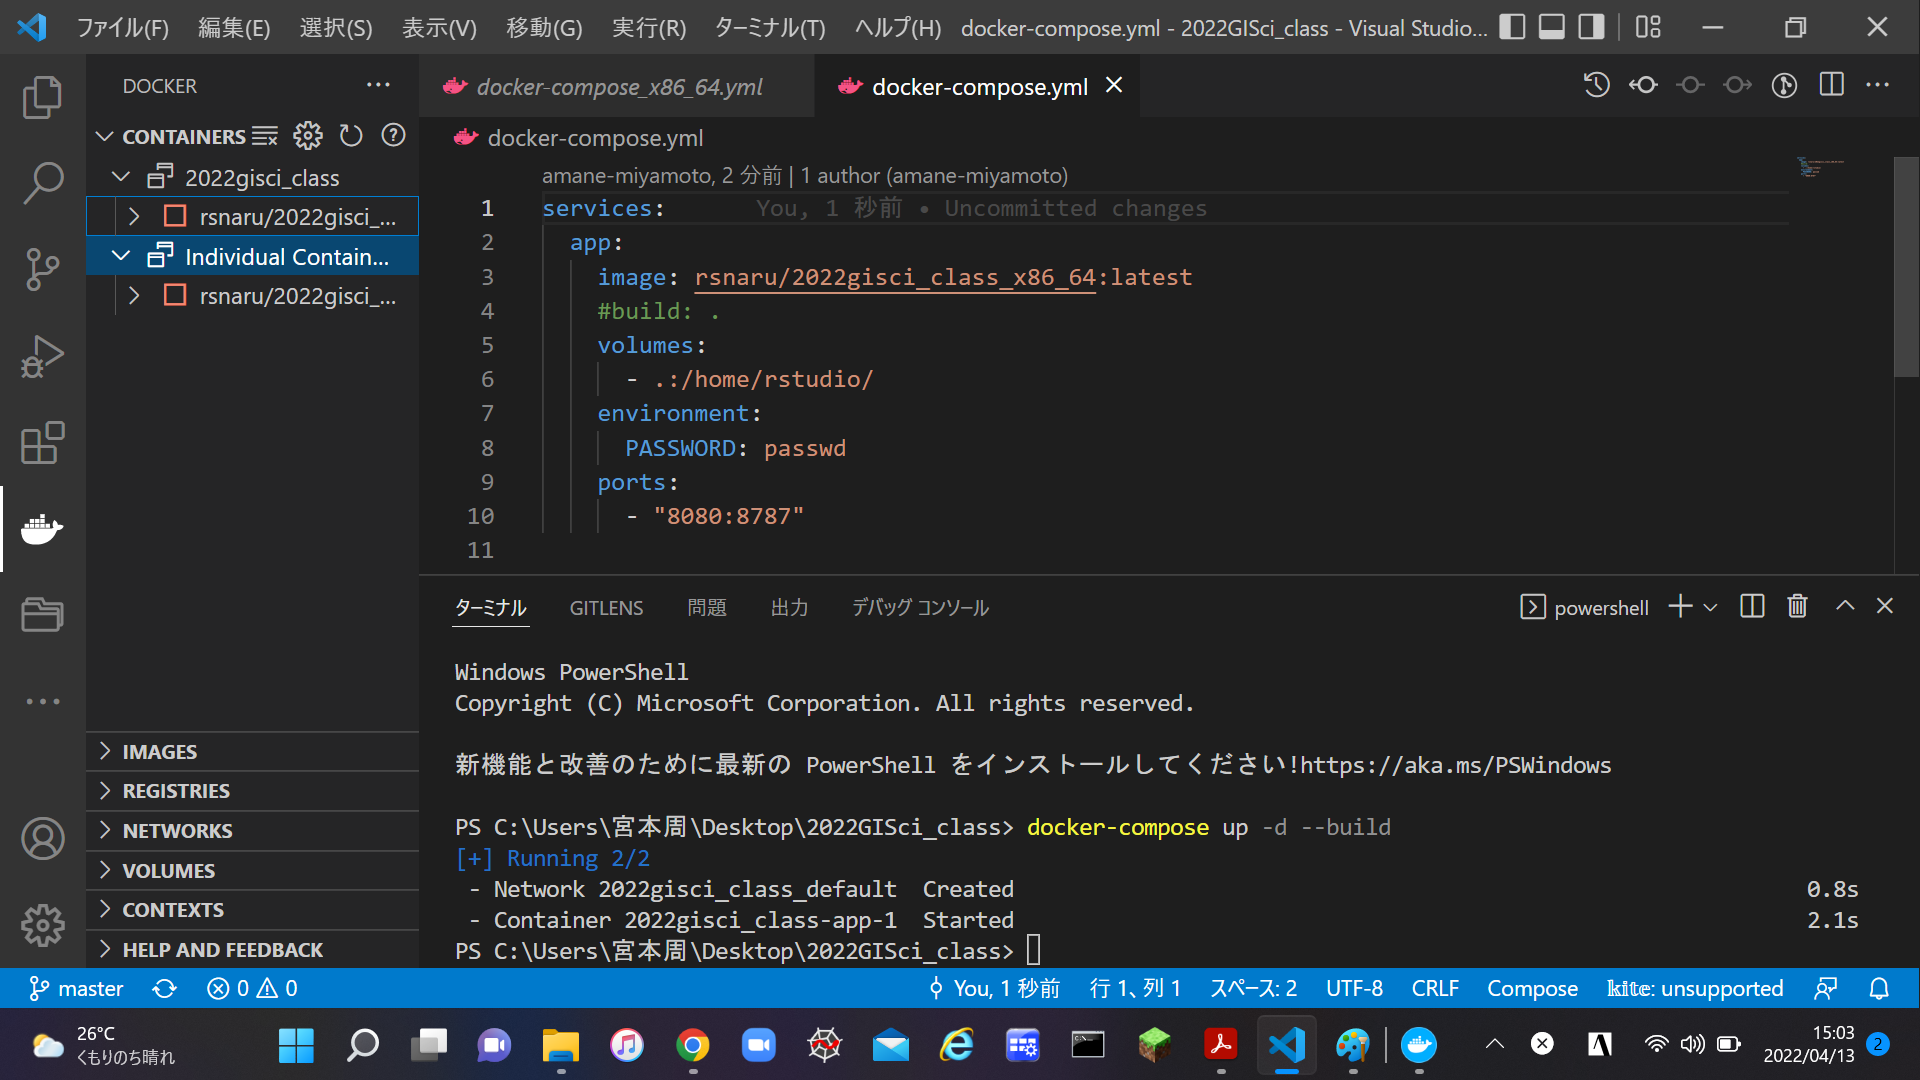 ファイル(F) 編集(E) 選択(S) 表示(V) 移動(G) 実行(R) ターミナル(T) ヘルプ(H) docker-compose.yml - 2022GISci_class - Visual Studio...
DOCKER
CONTAINERS
2022gisci_class
rsnaru/2022gisci_...
Individual Contain...
rsnaru/2022gisci_...
IMAGES
REGISTRIES
NETWORKS
VOLUMES
CONTEXTS
HELP AND FEEDBACK
docker-compose_x86_64.yml docker-compose.yml
docker-compose.yml
amane-miyamoto, 2 分前 | 1 author (amane-miyamoto)
1 services: You, 1 秒前 • Uncommitted changes
2 app:
3 image: rsnaru/2022gisci_class_x86_64:latest
4 #build: .
5 volumes:
6 - .:/home/rstudio/
7 environment:
8 PASSWORD: passwd
9 ports:
10 - "8080:8787"
11
ターミナル GITLENS 問題 出力 デバッグ コンソール powershell
Windows PowerShell
Copyright (C) Microsoft Corporation. All rights reserved.
新機能と改善のために最新の PowerShell をインストールしてください!https://aka.ms/PSWindows
PS C:\Users\宮本周\Desktop\2022GISci_class> docker-compose up -d --build
[+] Running 2/2
- Network 2022gisci_class_default Created 0.8s
- Container 2022gisci_class-app-1 Started 2.1s
PS C:\Users\宮本周\Desktop\2022GISci_class>
master 0 0 You, 1 秒前 行 1、列 1 スペース: 2 UTF-8 CRLF Compose kite: unsupported
26°C
くもりのち晴れ
15:03
2022/04/13
2